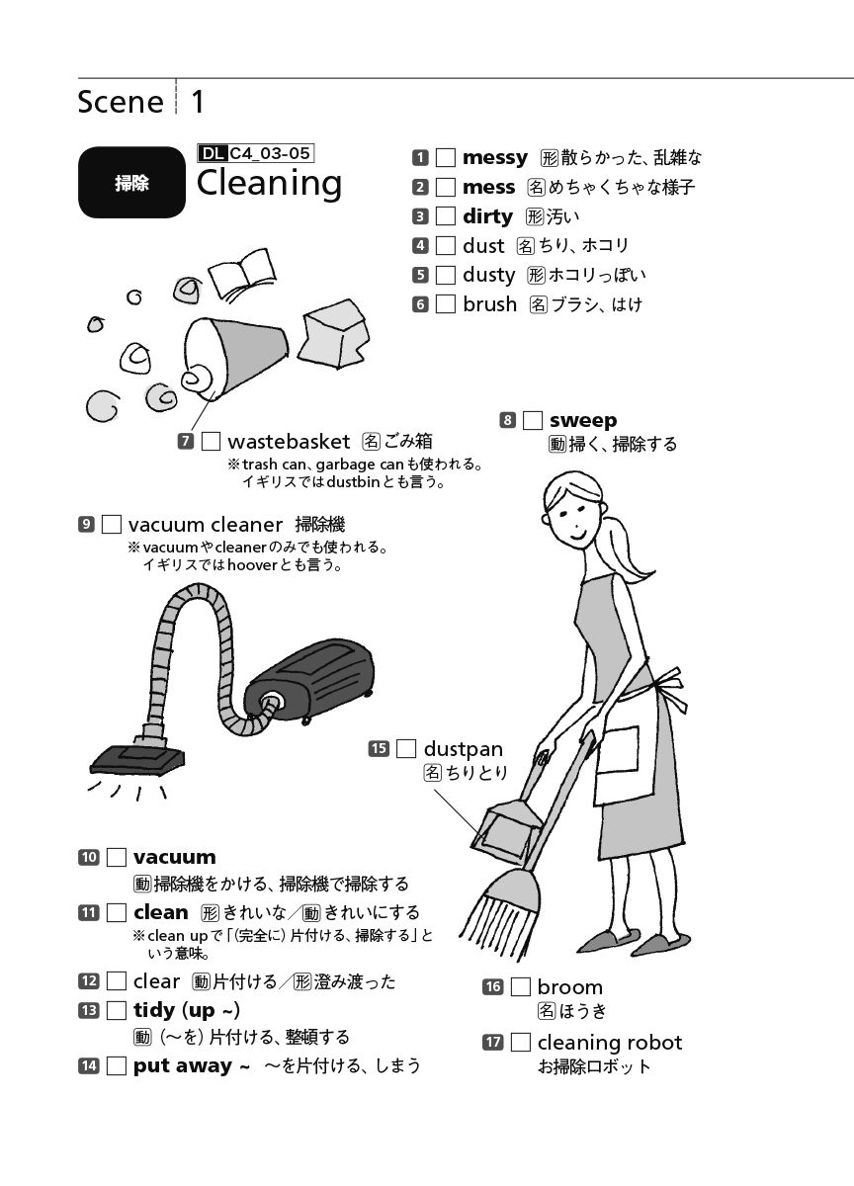 Scene 1
掃除
DL C4_03-05
Cleaning
1 □ messy 形 散らかった、乱雑な
2 □ mess 名 めちゃくちゃな様子
3 □ dirty 形 汚い
4 □ dust 名 ちり、ホコリ
5 □ dusty 形 ホコリっぽい
6 □ brush 名 ブラシ、はけ
7 □ wastebasket 名 ごみ箱
※trash can、garbage canも使われる。
イギリスではdustbinとも言う。
8 □ sweep
動 掃く、掃除する
9 □ vacuum cleaner 掃除機
※vacuumやcleanerのみでも使われる。
イギリスではhooverとも言う。
10 □ vacuum
動 掃除機をかける、掃除機で掃除する
11 □ clean 形 きれいな／動 きれいにする
※clean upで「（完全に）片付ける、掃除する」と
いう意味。
12 □ clear 動 片付ける／形 澄み渡った
13 □ tidy (up ~)
動 （〜を）片付ける、整頓する
14 □ put away ~ 〜を片付ける、しまう
15 □ dustpan
名 ちりとり
16 □ broom
名 ほうき
17 □ cleaning robot
お掃除ロボット